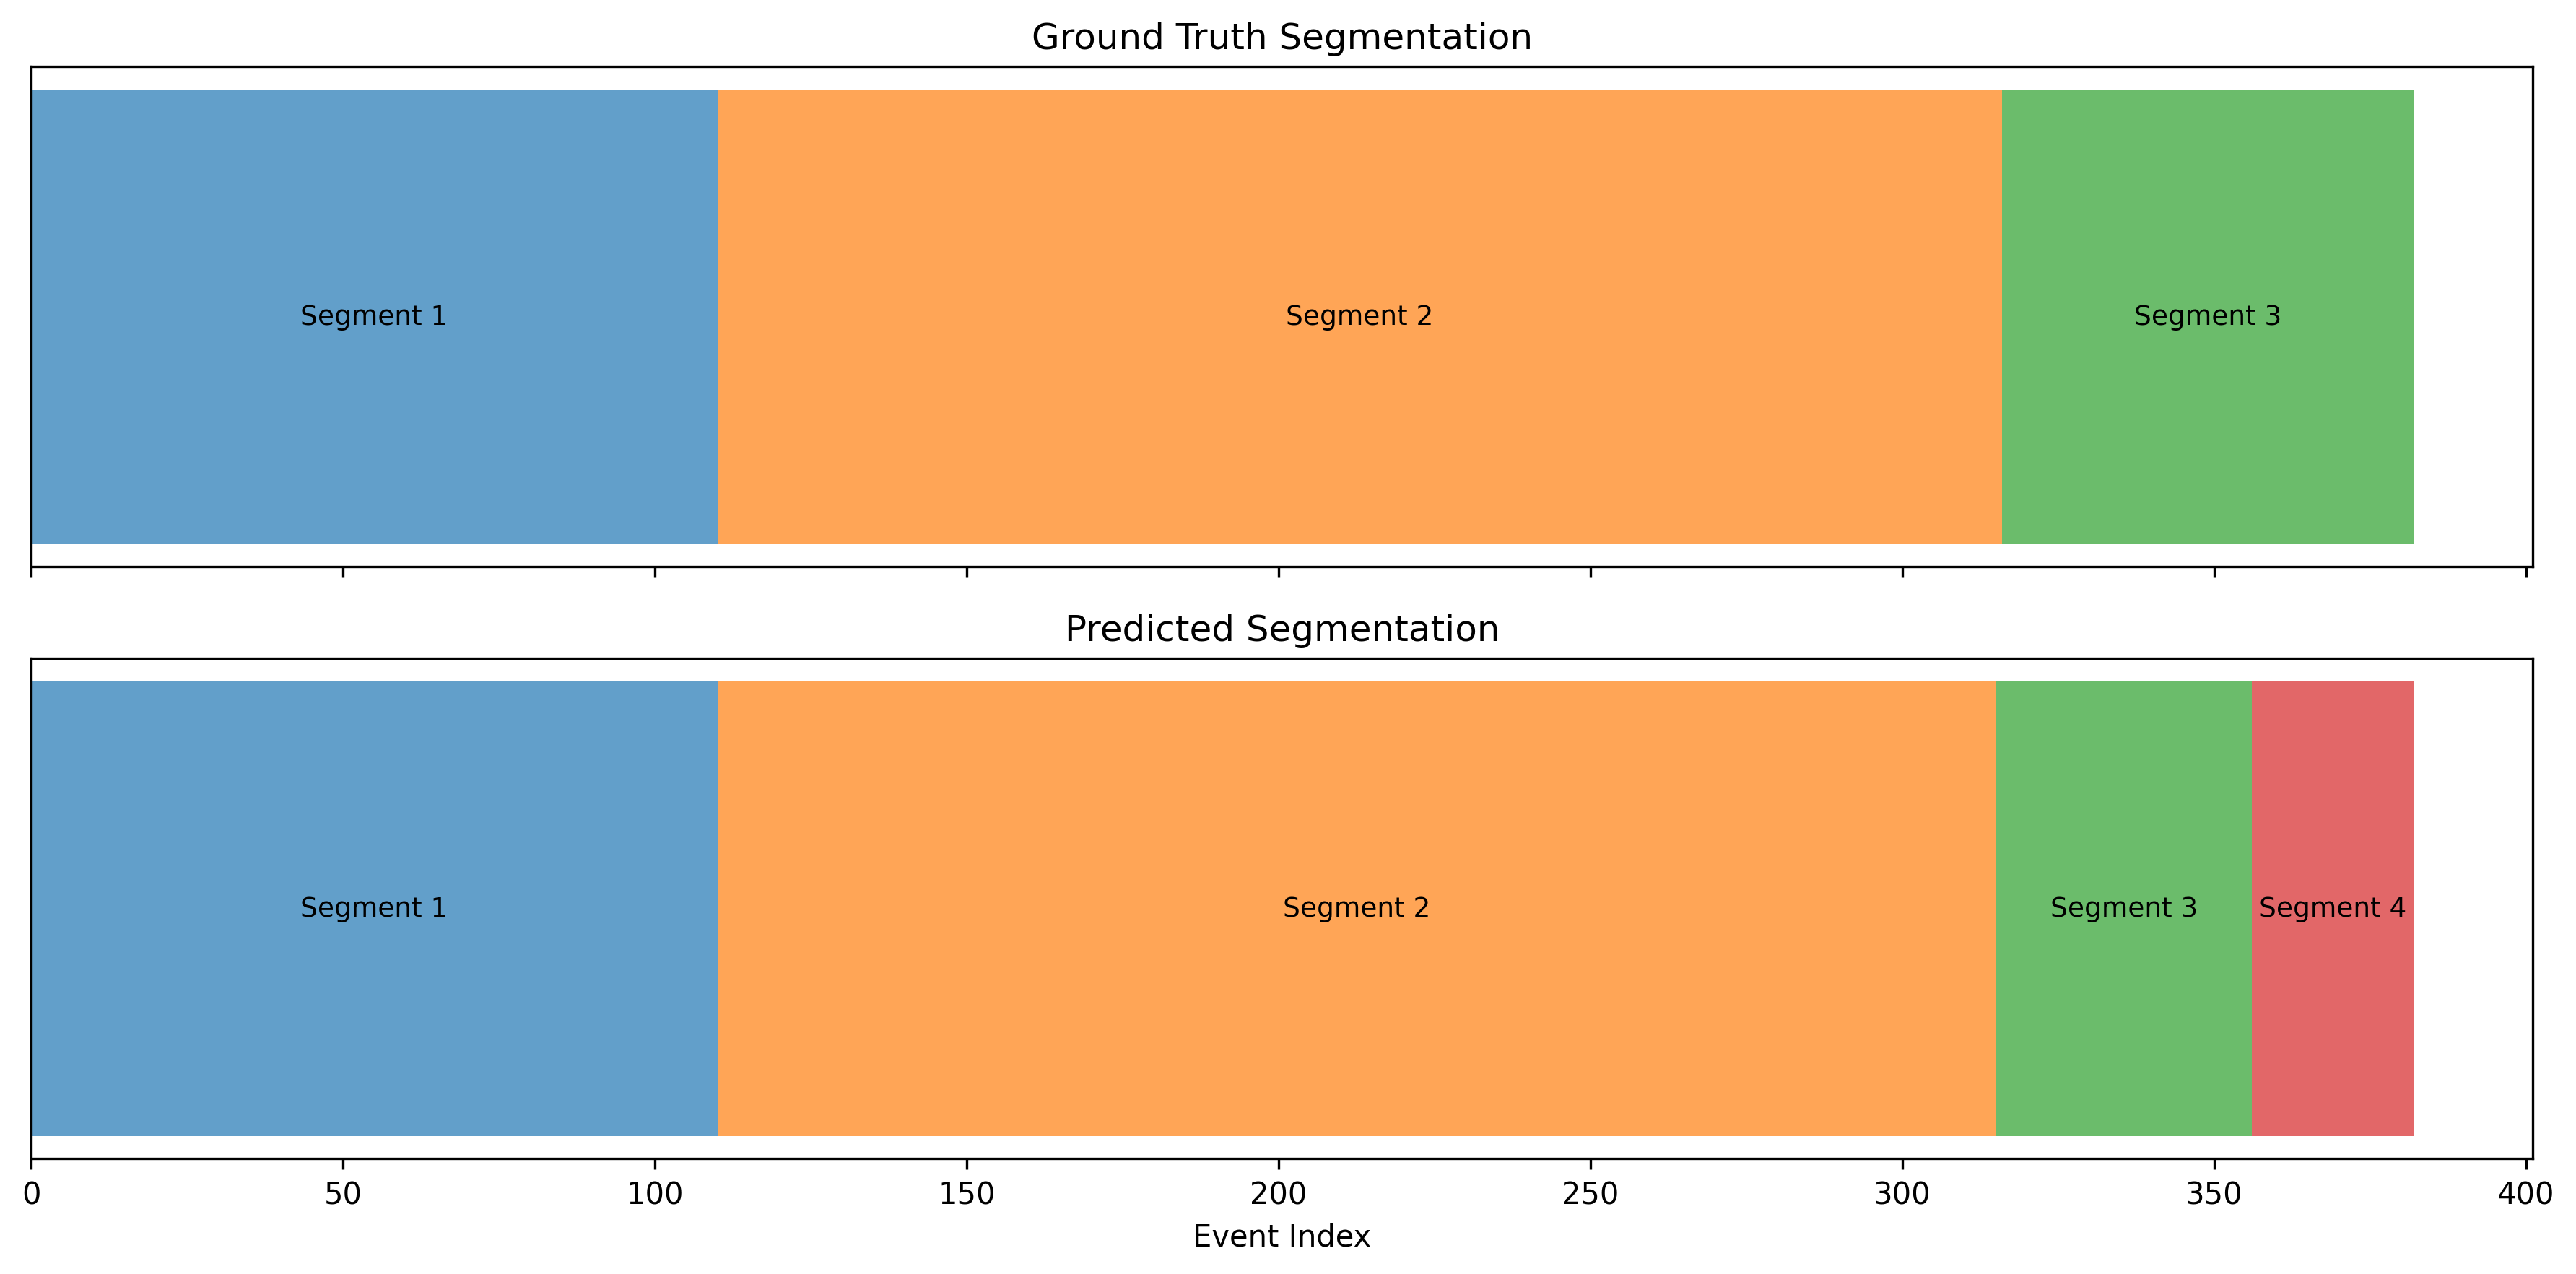 Ground Truth Segmentation
Segment 1 Segment 2 Segment 3
Predicted Segmentation
Segment 1 Segment 2 Segment 3 Segment 4
0 50 100 150 200 250 300 350 400
Event Index